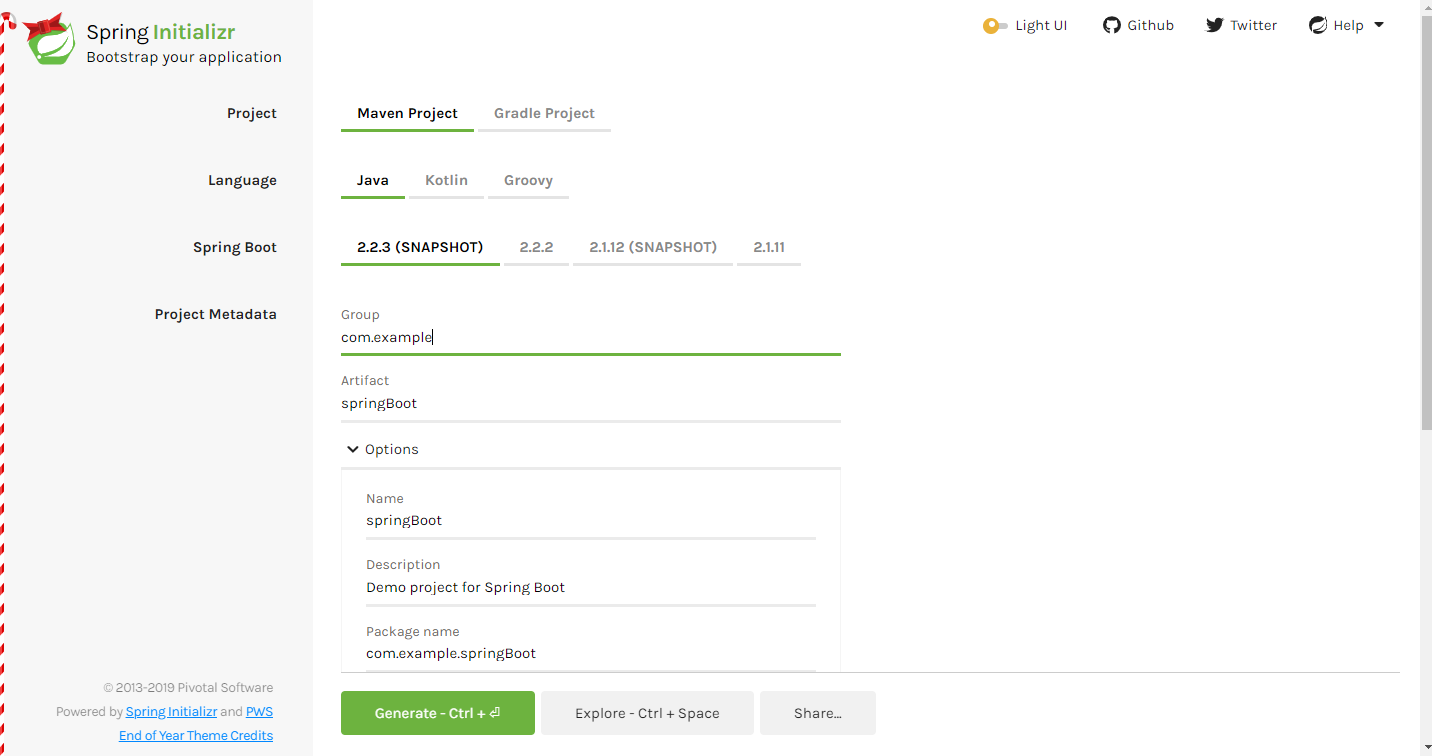 Spring Initializr
Bootstrap your application
Light UI
Github
Twitter
Help
Project
Maven Project
Gradle Project
Language
Java
Kotlin
Groovy
Spring Boot
2.2.3 (SNAPSHOT)
2.2.2
2.1.12 (SNAPSHOT)
2.1.11
Project Metadata
Group
com.example
Artifact
springBoot
Options
Name
springBoot
Description
Demo project for Spring Boot
Package name
com.example.springBoot
© 2013-2019 Pivotal Software
Powered by Spring Initializr and PWS
End of Year Theme Credits
Generate - Ctrl + ⏎
Explore - Ctrl + Space
Share...